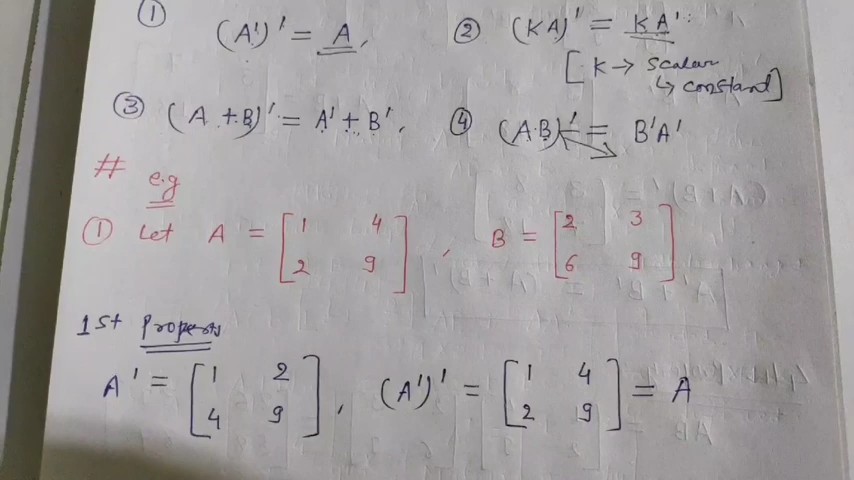 ① (A')' = A, ② (KA)' = KA'
[K → Scalar
↳ constant]
③ (A + B)' = A' + B', ④ (A·B)' = B'A'
# e.g
① Let A = [1 4 , B = [2 3
2 9] 6 9]
1st Property
A' = [1 2 , (A')' = [1 4 = A
4 9] 2 9]